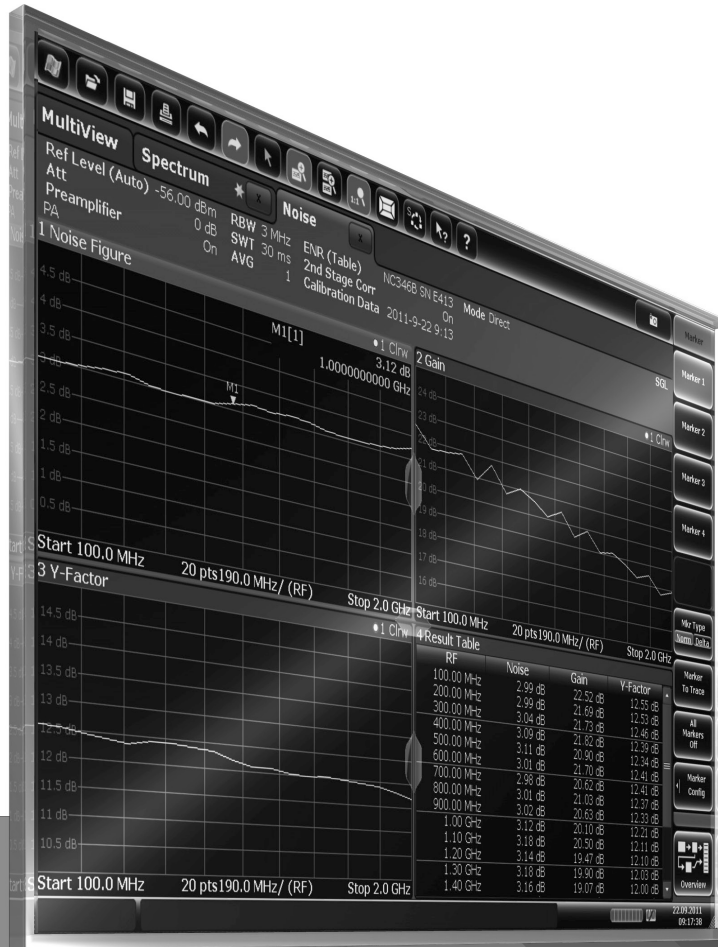 MultiView
Spectrum
Noise
Ref Level (Auto) -56.00 dBm RBW 3 MHz ENR (Table) NC346B SN E413 Mode Direct
Att 0 dB SWT 30 ms 2nd Stage Corr On
Preamplifier On AVG 1 Calibration Data 2011-9-22 9:13
PA
SGL
1 Noise Figure
●1 Clrw
M1[1] 3.12 dB
1.0000000000 GHz
M1
4.5 dB
4 dB
3.5 dB
3 dB
2.5 dB
2 dB
1.5 dB
1 dB
0.5 dB
Start 100.0 MHz 20 pts 190.0 MHz/ (RF) Stop 2.0 GHz
2 Gain
●1 Clrw
24 dB
23 dB
22 dB
21 dB
20 dB
19 dB
18 dB
17 dB
16 dB
Start 100.0 MHz 20 pts 190.0 MHz/ (RF) Stop 2.0 GHz
3 Y-Factor
●1 Clrw
14.5 dB
14 dB
13.5 dB
13 dB
12.5 dB
12 dB
11.5 dB
11 dB
10.5 dB
Start 100.0 MHz 20 pts 190.0 MHz/ (RF) Stop 2.0 GHz
4 Result Table
RF Noise Gain Y-Factor
100.00 MHz 2.99 dB 22.52 dB 12.55 dB
200.00 MHz 2.99 dB 21.69 dB 12.53 dB
300.00 MHz 3.04 dB 21.73 dB 12.46 dB
400.00 MHz 3.09 dB 21.82 dB 12.39 dB
500.00 MHz 3.11 dB 20.90 dB 12.34 dB
600.00 MHz 3.01 dB 21.70 dB 12.41 dB
700.00 MHz 2.98 dB 20.62 dB 12.41 dB
800.00 MHz 3.01 dB 21.03 dB 12.37 dB
900.00 MHz 3.02 dB 20.63 dB 12.33 dB
1.00 GHz 3.12 dB 20.10 dB 12.21 dB
1.10 GHz 3.18 dB 20.50 dB 12.11 dB
1.20 GHz 3.14 dB 19.47 dB 12.10 dB
1.30 GHz 3.18 dB 19.90 dB 12.03 dB
1.40 GHz 3.16 dB 19.07 dB 12.00 dB
Marker
Marker 1
Marker 2
Marker 3
Marker 4
Mkr Type
Norm Delta
Marker
To Trace
All
Markers
Off
Marker
Config
Overview
22.09.2011
09:17:38